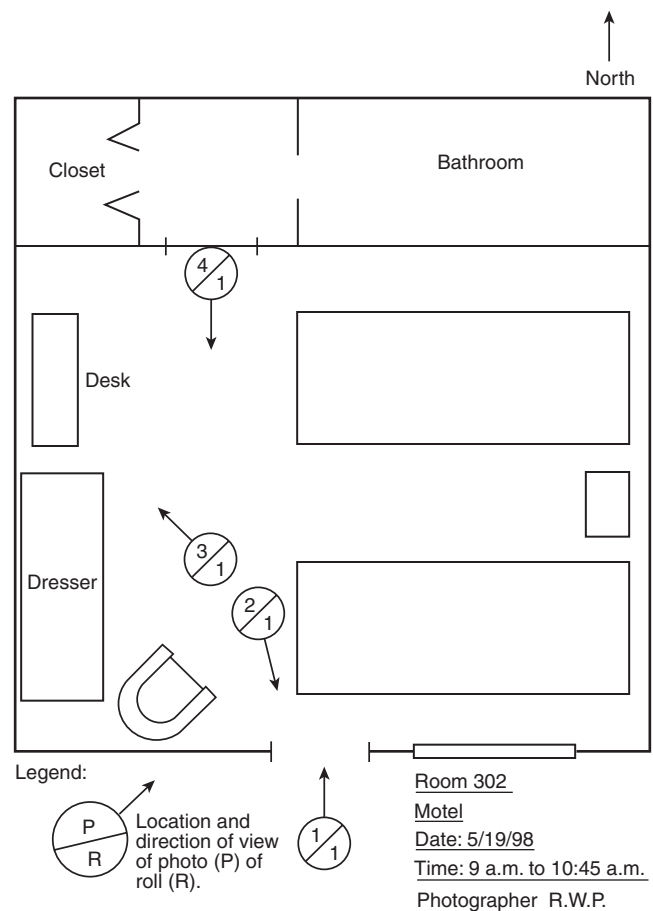 North
Closet
Bathroom
4
1
Desk
3
1
Dresser
2
1
Legend:
P
R
Location and
direction of view
of photo (P) of
roll (R).
1
1
Room 302
Motel
Date: 5/19/98
Time: 9 a.m. to 10:45 a.m.
Photographer R.W.P.